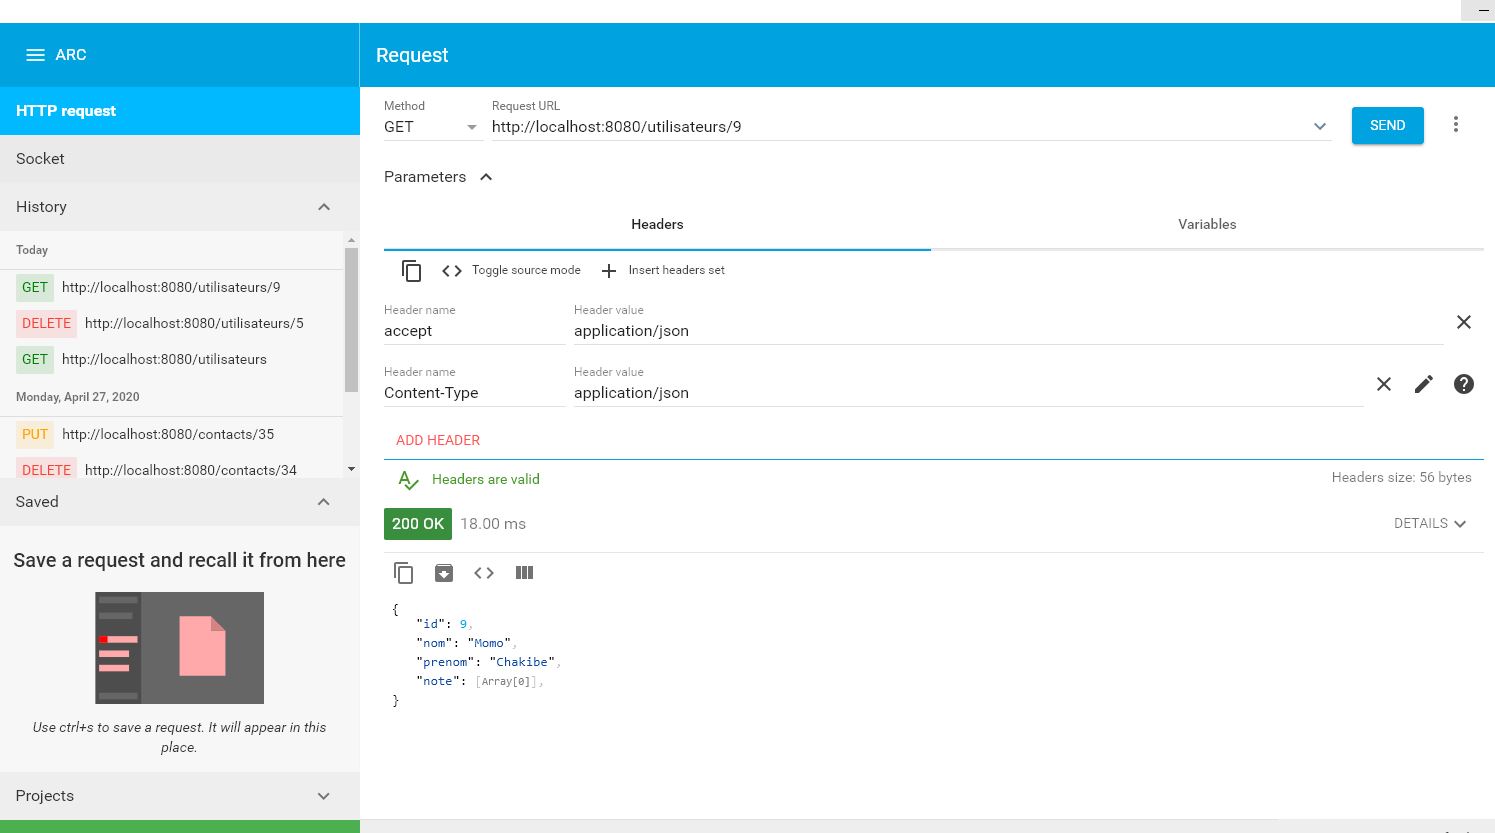 ARC
Request
HTTP request
Socket
History
Today
GET http://localhost:8080/utilisateurs/9
DELETE http://localhost:8080/utilisateurs/5
GET http://localhost:8080/utilisateurs
Monday, April 27, 2020
PUT http://localhost:8080/contacts/35
DELETE http://localhost:8080/contacts/34
Saved
Save a request and recall it from here
Use ctrl+s to save a request. It will appear in this
place.
Projects
Method
GET
Request URL
http://localhost:8080/utilisateurs/9
SEND
Parameters
Headers
Variables
Toggle source mode
Insert headers set
Header name
accept
Header value
application/json
Header name
Content-Type
Header value
application/json
ADD HEADER
Headers are valid
Headers size: 56 bytes
200 OK
18.00 ms
DETAILS
{
"id": 9,
"nom": "Momo",
"prenom": "Chakibe",
"note": [Array[0]],
}